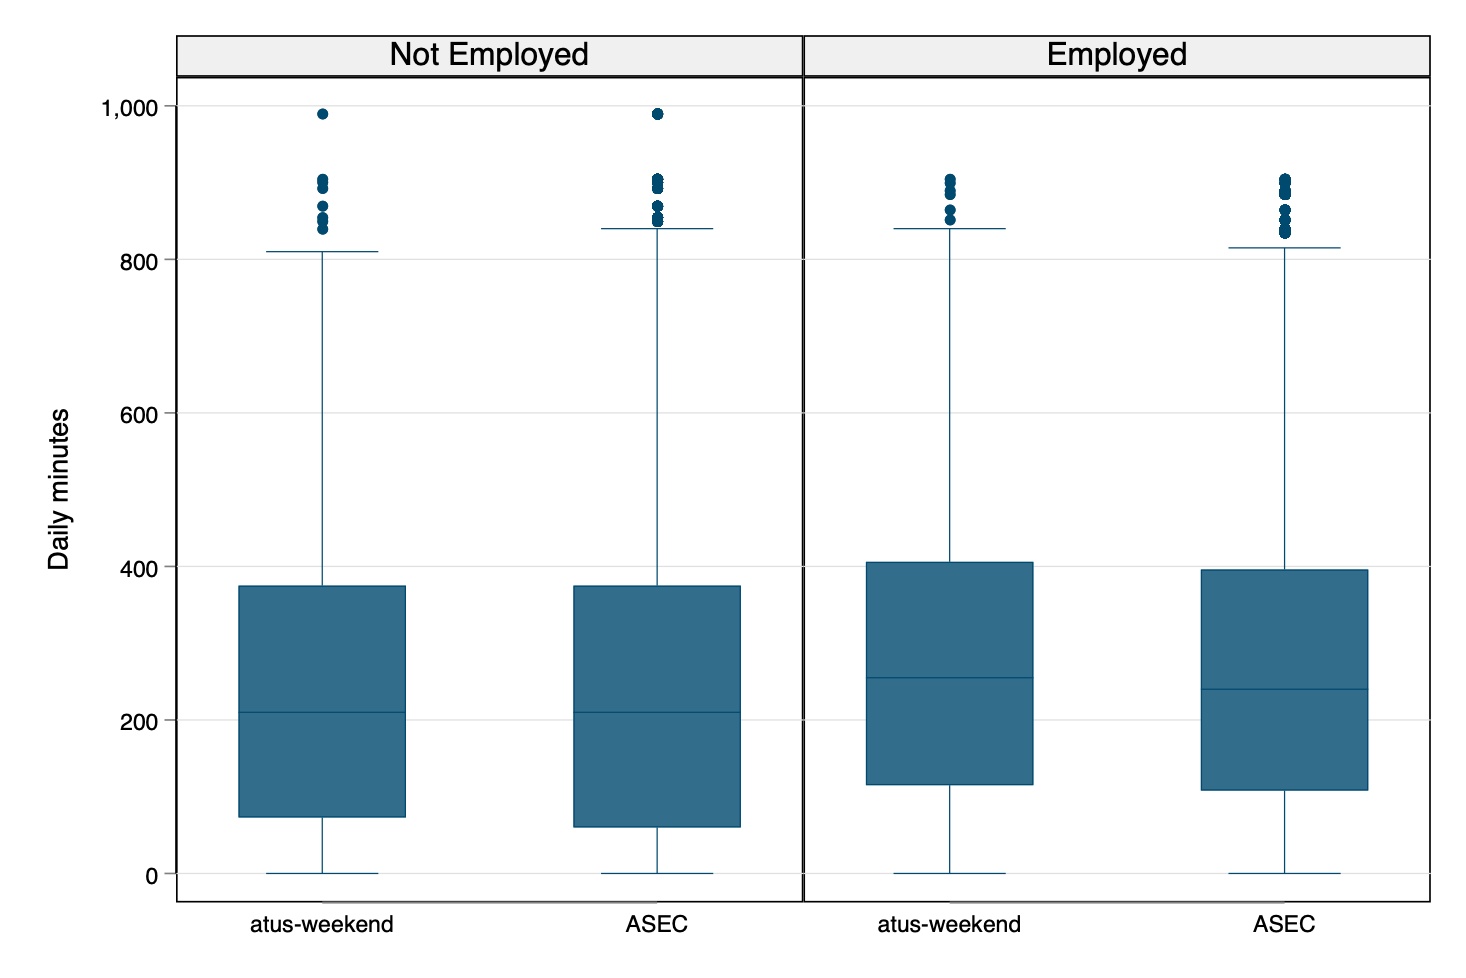 Not Employed
Employed
Daily minutes
1,000
800
600
400
200
0
atus-weekend
ASEC
atus-weekend
ASEC